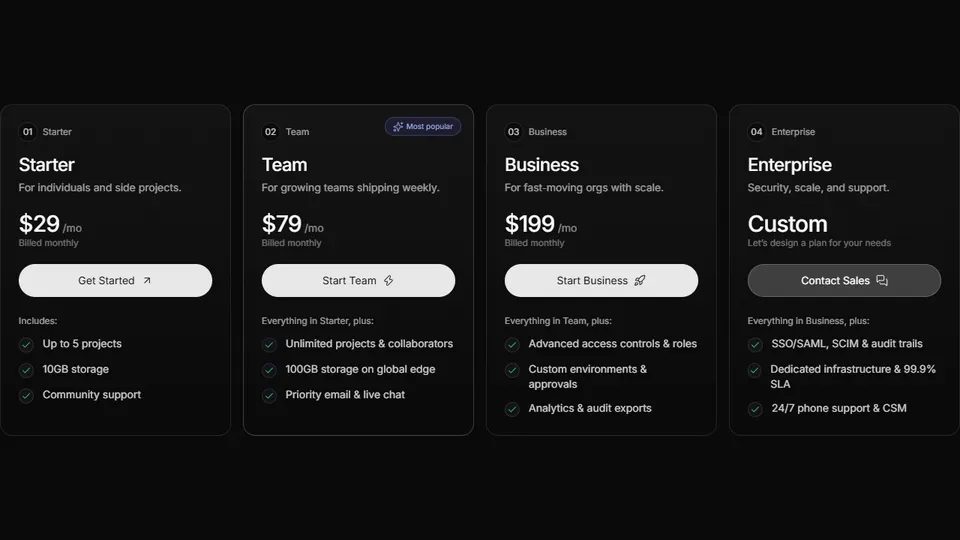 01 Starter
Starter
For individuals and side projects.
$29 /mo
Billed monthly
Get Started
Includes:
Up to 5 projects
10GB storage
Community support
02 Team
Most popular
Team
For growing teams shipping weekly.
$79 /mo
Billed monthly
Start Team
Everything in Starter, plus:
Unlimited projects & collaborators
100GB storage on global edge
Priority email & live chat
03 Business
Business
For fast-moving orgs with scale.
$199 /mo
Billed monthly
Start Business
Everything in Team, plus:
Advanced access controls & roles
Custom environments &
approvals
Analytics & audit exports
04 Enterprise
Enterprise
Security, scale, and support.
Custom
Let's design a plan for your needs
Contact Sales
Everything in Business, plus:
SSO/SAML, SCIM & audit trails
Dedicated infrastructure & 99.9%
SLA
24/7 phone support & CSM